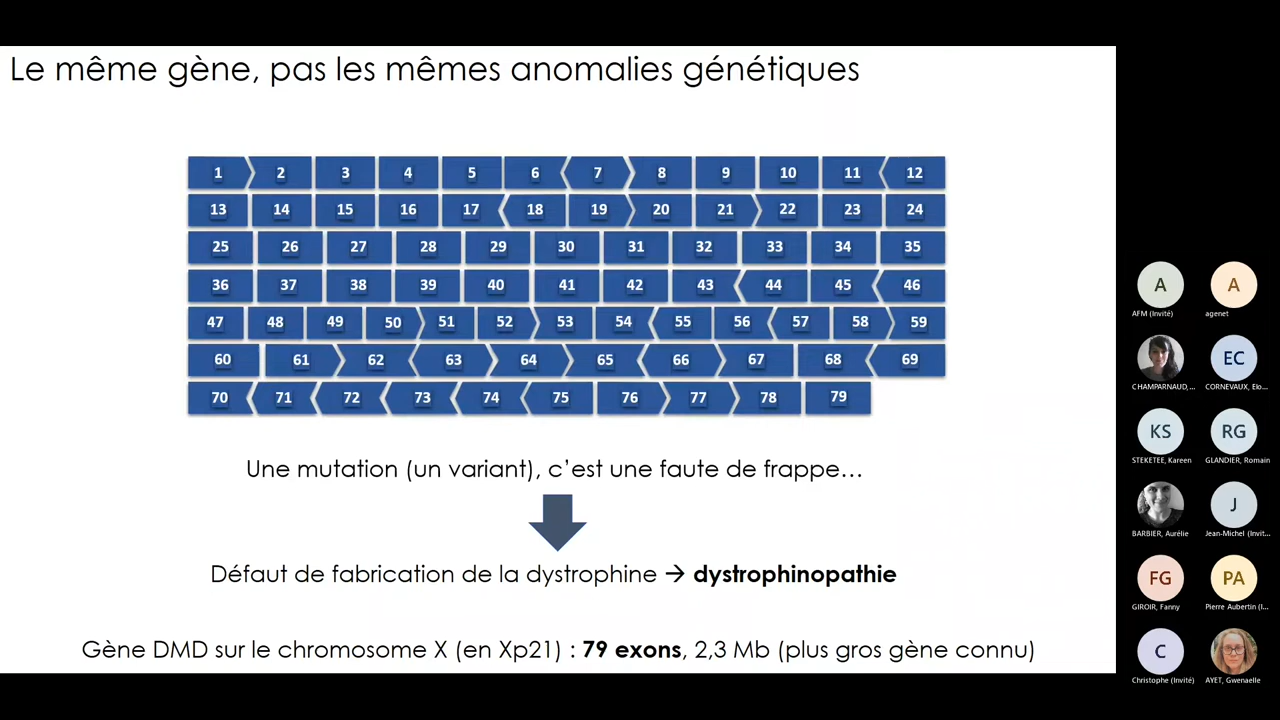 Le même gène, pas les mêmes anomalies génétiques
1 2 3 4 5 6 7 8 9 10 11 12
13 14 15 16 17 18 19 20 21 22 23 24
25 26 27 28 29 30 31 32 33 34 35
36 37 38 39 40 41 42 43 44 45 46
47 48 49 50 51 52 53 54 55 56 57 58 59
60 61 62 63 64 65 66 67 68 69
70 71 72 73 74 75 76 77 78 79
Une mutation (un variant), c’est une faute de frappe…
Défaut de fabrication de la dystrophine → dystrophinopathie
Gène DMD sur le chromosome X (en Xp21) : 79 exons, 2,3 Mb (plus gros gène connu)
A A
AFM (Invité) agenet
EC
CHAMPARNAUD,... CORNEVAUX, Elo...
KS RG
STEKETEE, Kareen GLANDIER, Romain
J
BARBIER, Aurélie Jean-Michel (Invit...
FG PA
GIROIR, Fanny Pierre Aubertin (I...
C
Christophe (Invité) AYET, Gwenaelle